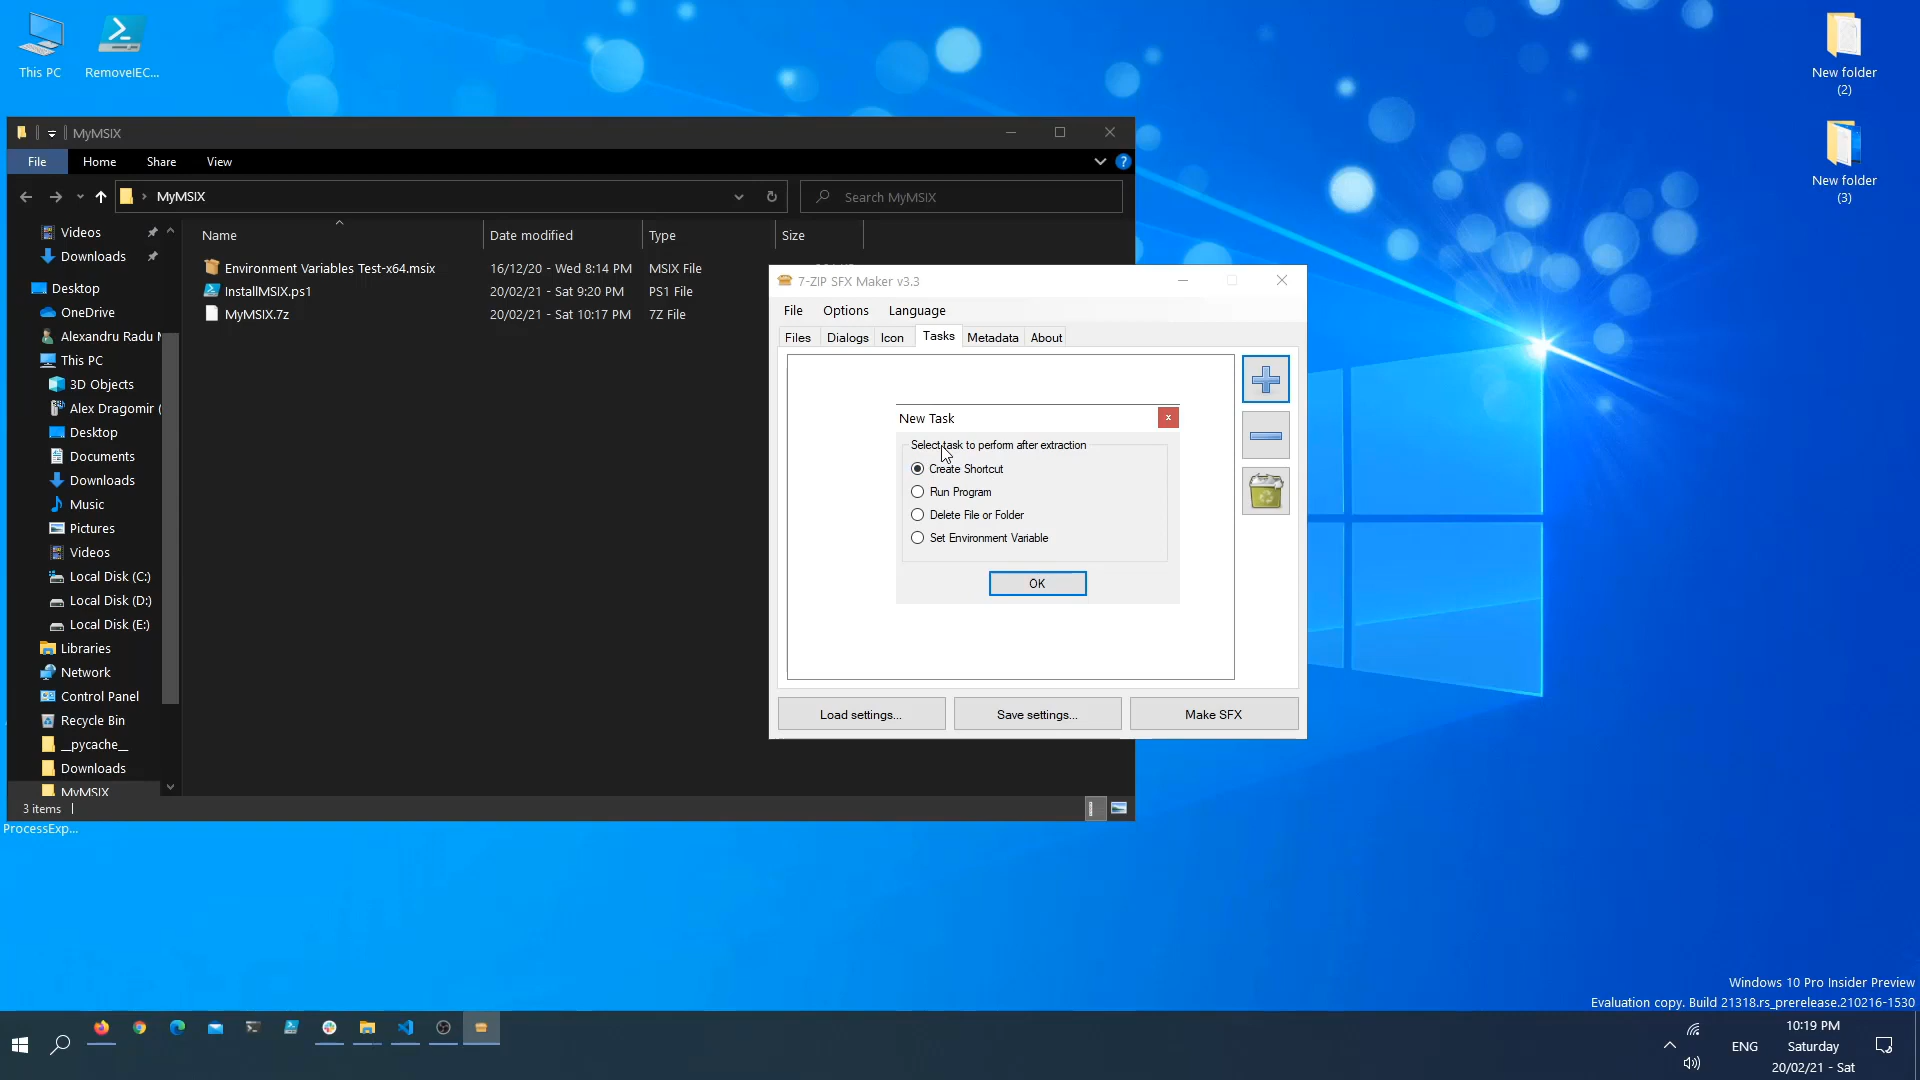 This PC
RemoveIEC...
New folder
(2)
New folder
(3)
MyMSIX
File
Home
Share
View
MyMSIX
Search MyMSIX
Name
Date modified
Type
Size
Environment Variables Test-x64.msix
16/12/20 - Wed 8:14 PM
MSIX File
InstallMSIX.ps1
20/02/21 - Sat 9:20 PM
PS1 File
MyMSIX.7z
20/02/21 - Sat 10:17 PM
7Z File
Videos
Downloads
Desktop
OneDrive
Alexandru Radu
This PC
3D Objects
Alex Dragomir (
Desktop
Documents
Downloads
Music
Pictures
Videos
Local Disk (C:)
Local Disk (D:)
Local Disk (E:)
Libraries
Network
Control Panel
Recycle Bin
__pycache__
Downloads
MyMSIX
3 items
ProcessExp...
7-ZIP SFX Maker v3.3
File
Options
Language
Files
Dialogs
Icon
Tasks
Metadata
About
New Task
x
Select task to perform after extraction
Create Shortcut
Run Program
Delete File or Folder
Set Environment Variable
OK
Load settings...
Save settings...
Make SFX
Windows 10 Pro Insider Preview
Evaluation copy. Build 21318.rs_prerelease.210216-1530
ENG
10:19 PM
Saturday
20/02/21 - Sat